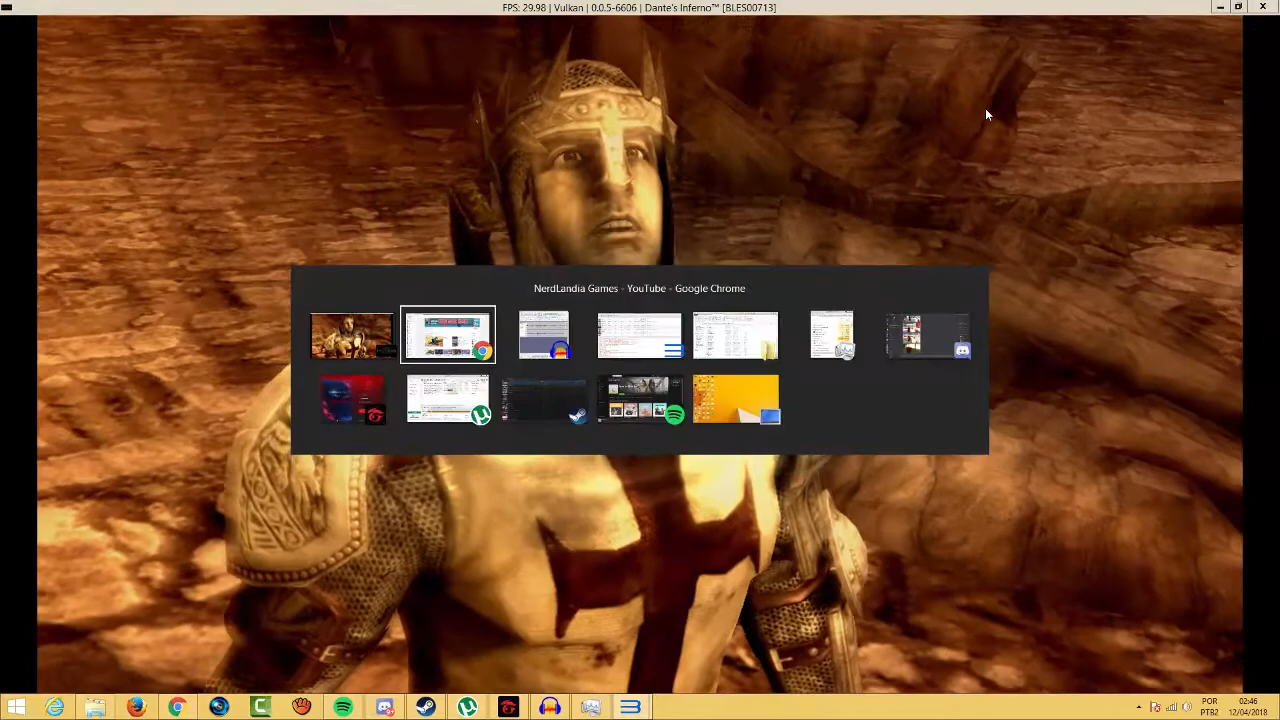 FPS: 29.98 | Vulkan | 0.0.5-6606 | Dante's Inferno™ [BLES00713]
NerdLandia Games - YouTube - Google Chrome
POR
PTB2
02:46
12/04/2018